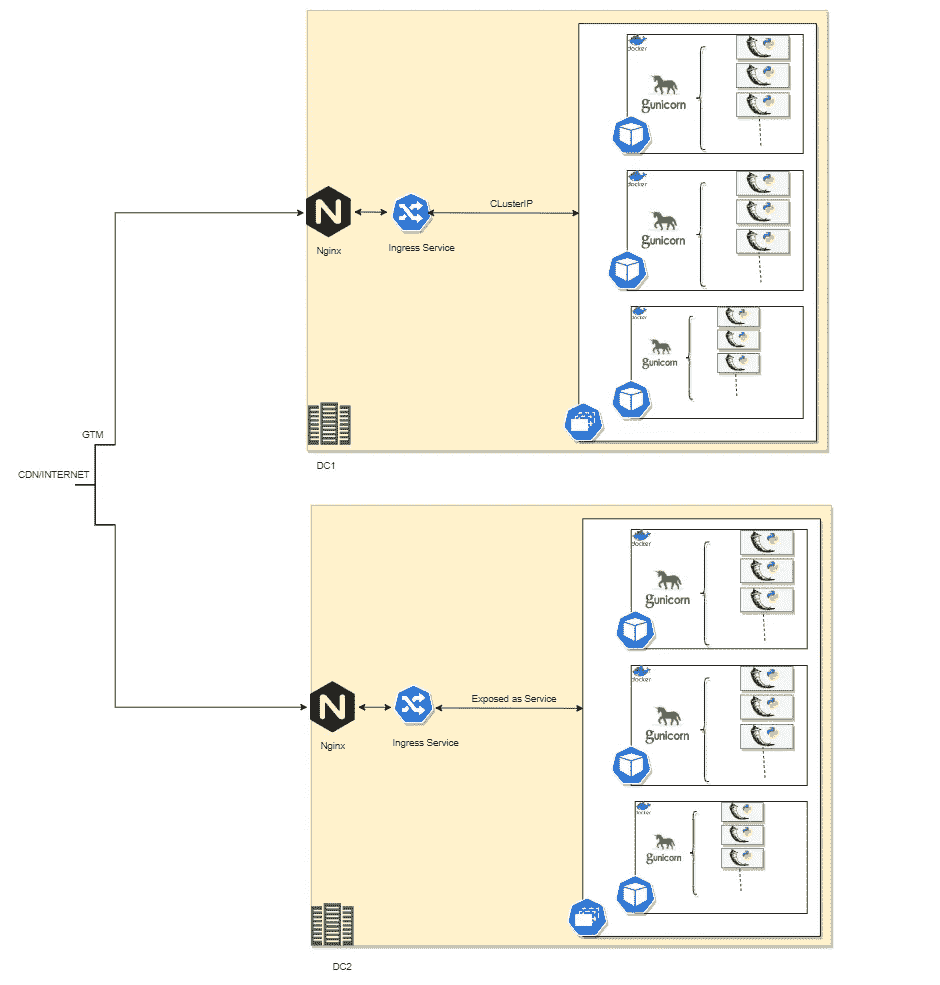 docker
gunicorn
docker
gunicorn
CLusterIP
Nginx
Ingress Service
docker
gunicorn
GTM
DC1
CDN/INTERNET
docker
gunicorn
docker
gunicorn
Exposed as Service
Nginx
Ingress Service
docker
gunicorn
DC2